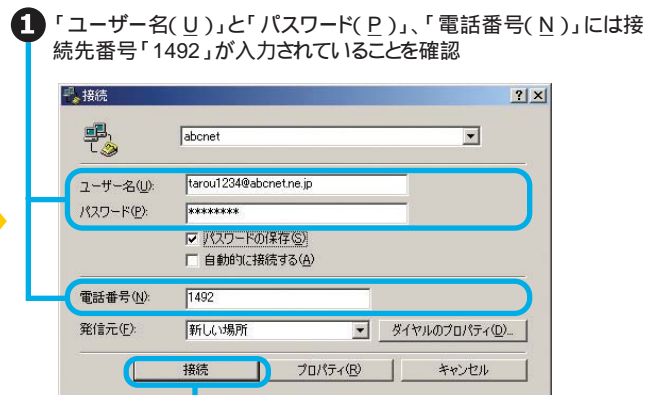 1 「ユーザー名(U)」と「パスワード(P)」、「電話番号(N)」には接
続先番号「1492」が入力されていることを確認
接続
abcnet
ユーザー名(U): tarou1234@abcnet.ne.jp
パスワード(P): ********
パスワードの保存(S)
自動的に接続する(A)
電話番号(N): 1492
発信元(F): 新しい場所 ダイヤルのプロパティ(D)...
接続 プロパティ(R) キャンセル